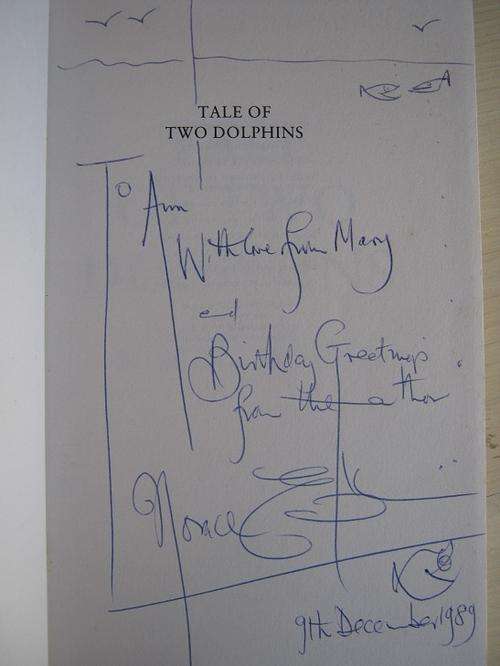 TALE OF
TWO DOLPHINS
To Ann
With love from Mary
and
Birthday Greetings
from the author
Horace
9th December 1989